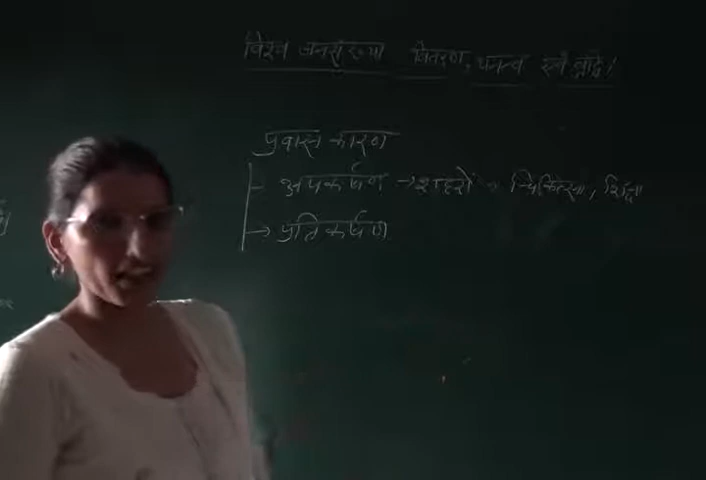 विश्व जनसंख्या वितरण, घनत्व एवं वृद्धि।
प्रवास कारण
अपकर्षण → शहरों चिकित्सा, शिक्षा
→ प्रतिकर्षण